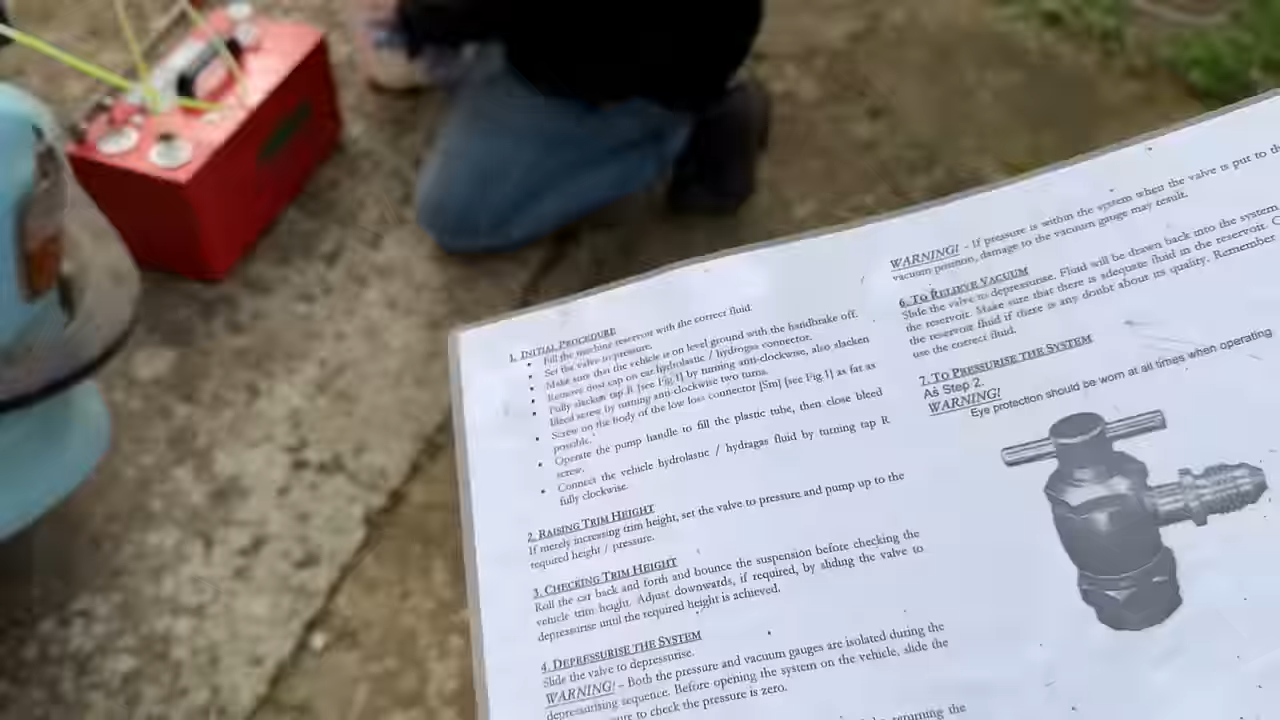 1. INITIAL PROCEDURE
• Fill the machine reservoir with the correct fluid.
• Set the valve to pressure.
• Make sure that the vehicle is on level ground with the handbrake off.
• Remove dust cap on car hydrolastic / hydrogas connector.
• Fully slacken tap R [see Fig.1] by turning anti-clockwise, also slacken
bleed screw by turning anti-clockwise two turns.
• Screw on the body of the low loss connector [Sm] [see Fig.1] as far as
possible.
• Operate the pump handle to fill the plastic tube, then close bleed
screw.
• Connect the vehicle hydrolastic / hydragas fluid by turning tap R
fully clockwise.
2. RAISING TRIM HEIGHT
If merely increasing trim height, set the valve to pressure and pump up to the
required height / pressure.
3. CHECKING TRIM HEIGHT
Roll the car back and forth and bounce the suspension before checking the
vehicle trim height. Adjust downwards, if required, by sliding the valve to
depressurise until the required height is achieved.
4. DEPRESSURISE THE SYSTEM
Slide the valve to depressurise.
WARNING! - Both the pressure and vacuum gauges are isolated during the
depressurising sequence. Before opening the system on the vehicle, slide the
to check the pressure is zero.
returning the
WARNING! - If pressure is within the system when the valve is put to
vacuum position, damage to the vacuum gauge may result.
6. TO RELIEVE VACUUM
Slide the valve to depressurise. Fluid will be drawn back into the system
the reservoir. Make sure that there is adequate fluid in the reservoir.
the reservoir fluid if there is any doubt about its quality. Remember
use the correct fluid.
7. TO PRESSURISE THE SYSTEM
As Step 2.
WARNING!
Eye protection should be worn at all times when operating